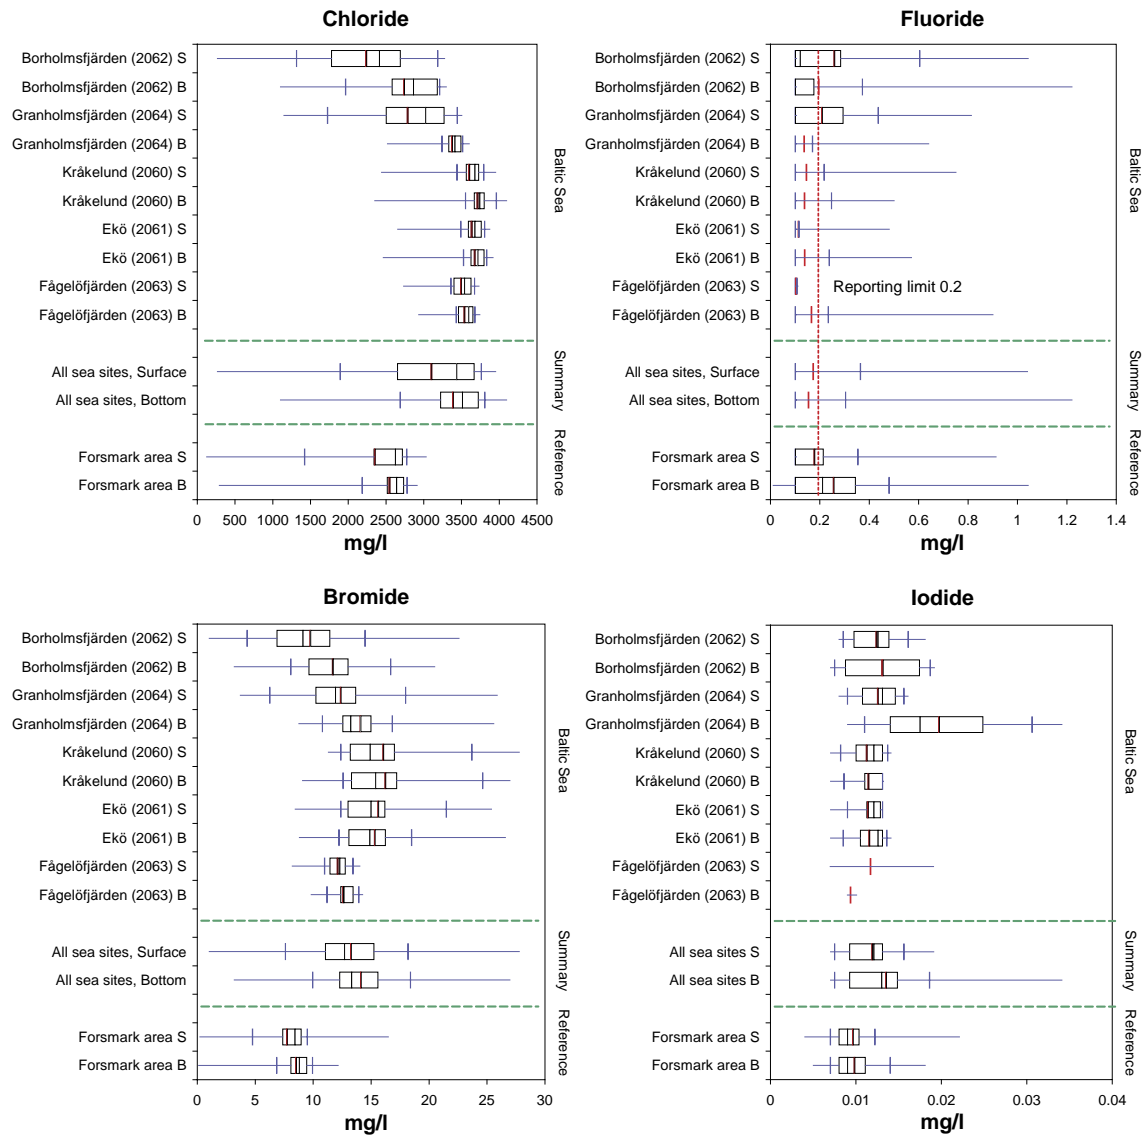 Chloride
Borholmsfjärden (2062) S
Borholmsfjärden (2062) B
Granholmsfjärden (2064) S
Granholmsfjärden (2064) B
Kråkelund (2060) S
Kråkelund (2060) B
Ekö (2061) S
Ekö (2061) B
Fågelöfjärden (2063) S
Fågelöfjärden (2063) B
All sea sites, Surface
All sea sites, Bottom
Forsmark area S
Forsmark area B
Baltic Sea
Summary
Reference
0 500 1000 1500 2000 2500 3000 3500 4000 4500
mg/l
Fluoride
Borholmsfjärden (2062) S
Borholmsfjärden (2062) B
Granholmsfjärden (2064) S
Granholmsfjärden (2064) B
Kråkelund (2060) S
Kråkelund (2060) B
Ekö (2061) S
Ekö (2061) B
Fågelöfjärden (2063) S
Fågelöfjärden (2063) B
All sea sites, Surface
All sea sites, Bottom
Forsmark area S
Forsmark area B
Reporting limit 0.2
Baltic Sea
Summary
Reference
0 0.2 0.4 0.6 0.8 1 1.2 1.4
mg/l
Bromide
Borholmsfjärden (2062) S
Borholmsfjärden (2062) B
Granholmsfjärden (2064) S
Granholmsfjärden (2064) B
Kråkelund (2060) S
Kråkelund (2060) B
Ekö (2061) S
Ekö (2061) B
Fågelöfjärden (2063) S
Fågelöfjärden (2063) B
All sea sites, Surface
All sea sites, Bottom
Forsmark area S
Forsmark area B
Baltic Sea
Summary
Reference
0 5 10 15 20 25 30
mg/l
Iodide
Borholmsfjärden (2062) S
Borholmsfjärden (2062) B
Granholmsfjärden (2064) S
Granholmsfjärden (2064) B
Kråkelund (2060) S
Kråkelund (2060) B
Ekö (2061) S
Ekö (2061) B
Fågelöfjärden (2063) S
Fågelöfjärden (2063) B
All sea sites S
All sea sites B
Forsmark area S
Forsmark area B
Baltic Sea
Summary
Reference
0 0.01 0.02 0.03 0.04
mg/l